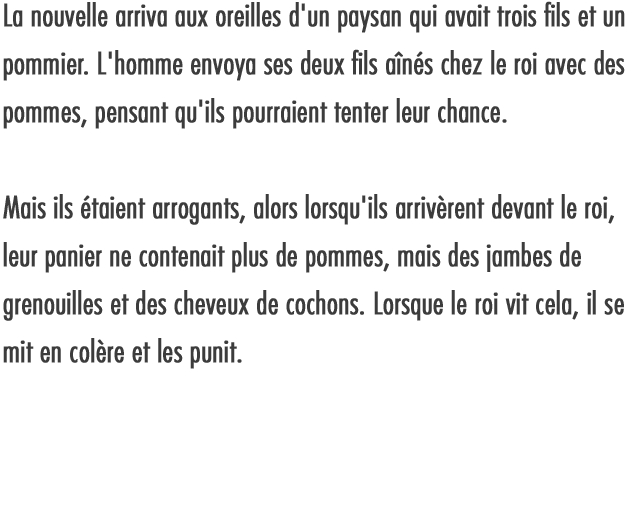 La nouvelle arriva aux oreilles d'un paysan qui avait trois fils et un
pommier. L'homme envoya ses deux fils aînés chez le roi avec des
pommes, pensant qu'ils pourraient tenter leur chance.
Mais ils étaient arrogants, alors lorsqu'ils arrivèrent devant le roi,
leur panier ne contenait plus de pommes, mais des jambes de
grenouilles et des cheveux de cochons. Lorsque le roi vit cela, il se
mit en colère et les punit.